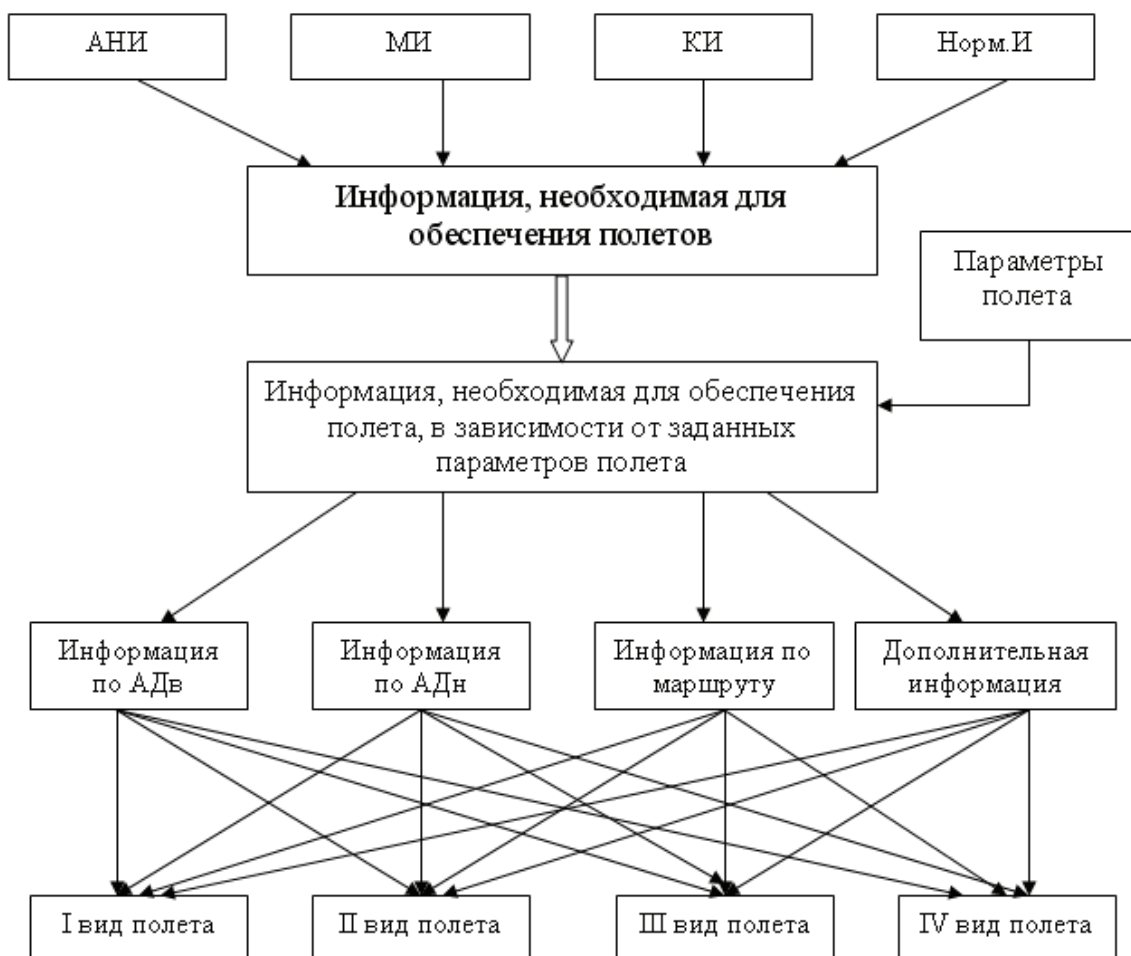 АНИ
МИ
КИ
Норм.И
Информация, необходимая для
обеспечения полетов
Параметры
полета
Информация, необходимая для обеспечения
полета, в зависимости от заданных
параметров полета
Информация
по АДв
Информация
по АДн
Информация по
маршруту
Дополнительная
информация
I вид полета
II вид полета
III вид полета
IV вид полета